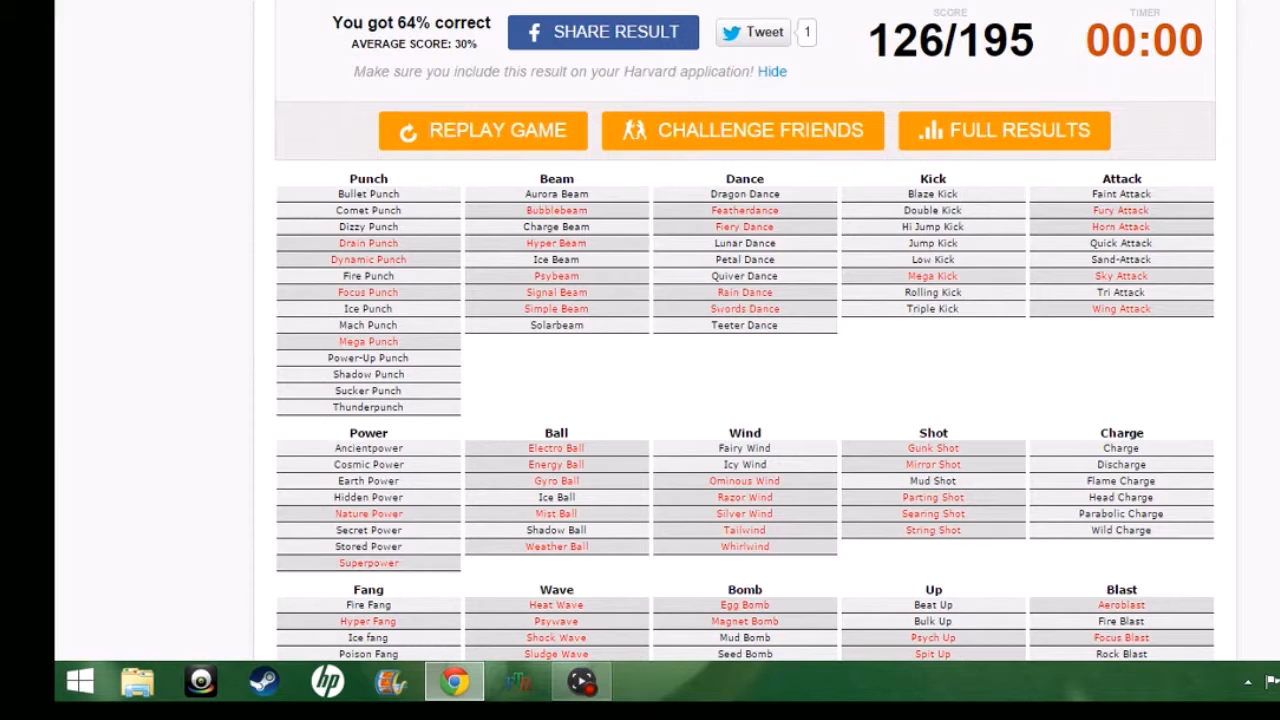 SCORE
TIMER
You got 64% correct
AVERAGE SCORE: 30%
SHARE RESULT
Tweet
1
126/195
00:00
Make sure you include this result on your Harvard application! Hide
REPLAY GAME
CHALLENGE FRIENDS
FULL RESULTS
Punch Beam Dance Kick Attack
Bullet Punch Aurora Beam Dragon Dance Blaze Kick Faint Attack
Comet Punch Bubblebeam Featherdance Double Kick Fury Attack
Dizzy Punch Charge Beam Fiery Dance Hi Jump Kick Horn Attack
Drain Punch Hyper Beam Lunar Dance Jump Kick Quick Attack
Dynamic Punch Ice Beam Petal Dance Low Kick Sand-Attack
Fire Punch Psybeam Quiver Dance Mega Kick Sky Attack
Focus Punch Signal Beam Rain Dance Rolling Kick Tri Attack
Ice Punch Simple Beam Swords Dance Triple Kick Wing Attack
Mach Punch Solarbeam Teeter Dance
Mega Punch
Power-Up Punch
Shadow Punch
Sucker Punch
Thunderpunch
Power Ball Wind Shot Charge
Ancientpower Electro Ball Fairy Wind Gunk Shot Charge
Cosmic Power Energy Ball Icy Wind Mirror Shot Discharge
Earth Power Gyro Ball Ominous Wind Mud Shot Flame Charge
Hidden Power Ice Ball Razor Wind Parting Shot Head Charge
Nature Power Mist Ball Silver Wind Searing Shot Parabolic Charge
Secret Power Shadow Ball Tailwind String Shot Wild Charge
Stored Power Weather Ball Whirlwind
Superpower
Fang Wave Bomb Up Blast
Fire Fang Heat Wave Egg Bomb Beat Up Aeroblast
Hyper Fang Psywave Magnet Bomb Bulk Up Fire Blast
Ice fang Shock Wave Mud Bomb Psych Up Focus Blast
Poison Fang Sludge Wave Seed Bomb Spit Up Rock Blast
hp